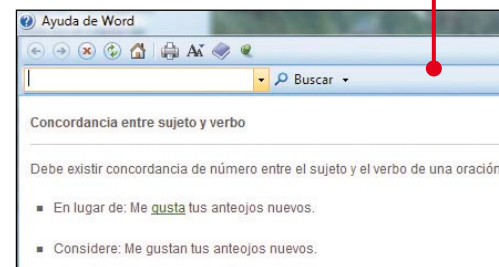 Ayuda de Word
Buscar
Concordancia entre sujeto y verbo
Debe existir concordancia de número entre el sujeto y el verbo de una oración
En lugar de: Me gusta tus anteojos nuevos.
Considere: Me gustan tus anteojos nuevos.